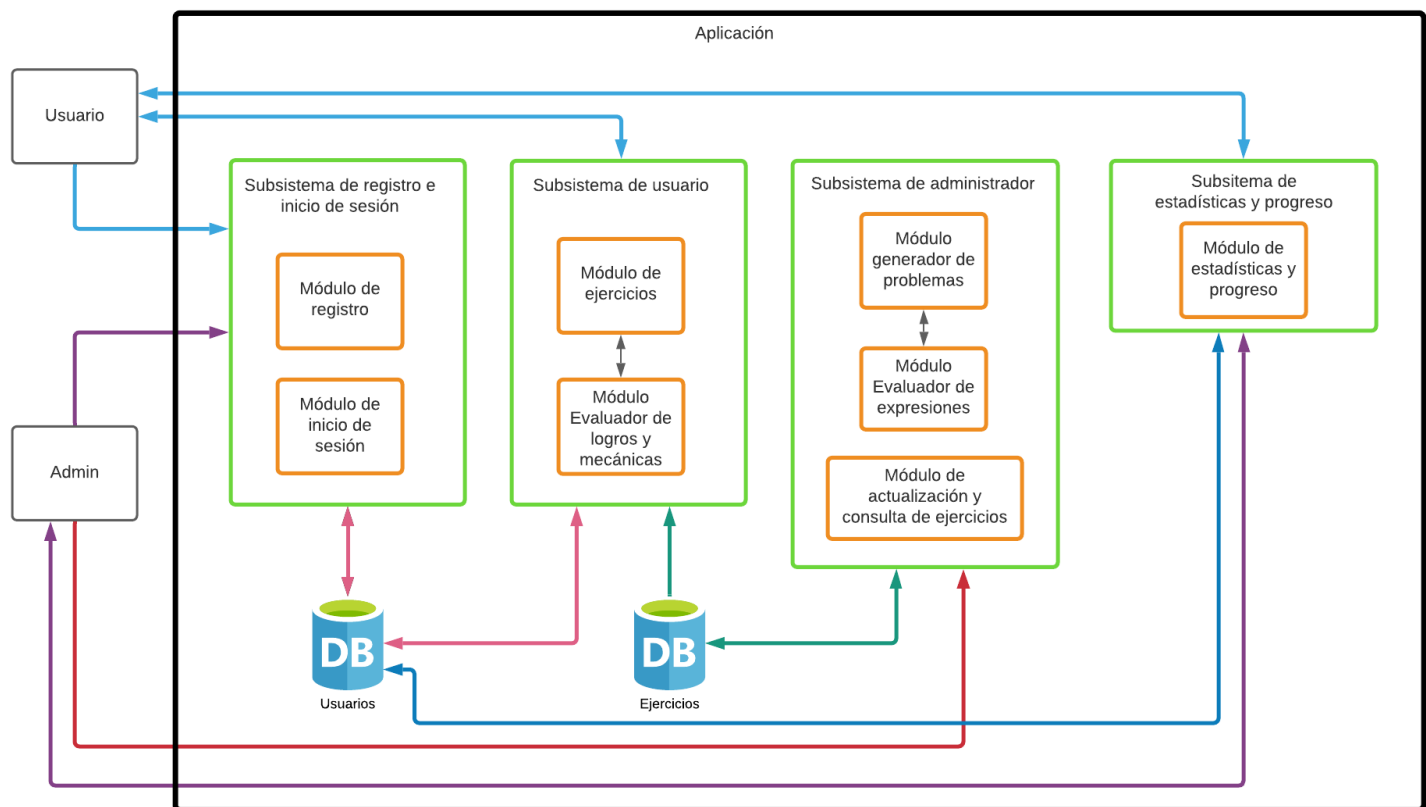 Aplicación
Usuario
Admin
Subsistema de registro e
inicio de sesión
Módulo de
registro
Módulo de
inicio de
sesión
Subsistema de usuario
Módulo de
ejercicios
Módulo
Evaluador de
logros y
mecánicas
Subsistema de administrador
Módulo
generador de
problemas
Módulo
Evaluador de
expresiones
Módulo de
actualización y
consulta de ejercicios
Subsitema de
estadísticas y progreso
Módulo de
estadísticas y
progreso
DB
Usuarios
DB
Ejercicios